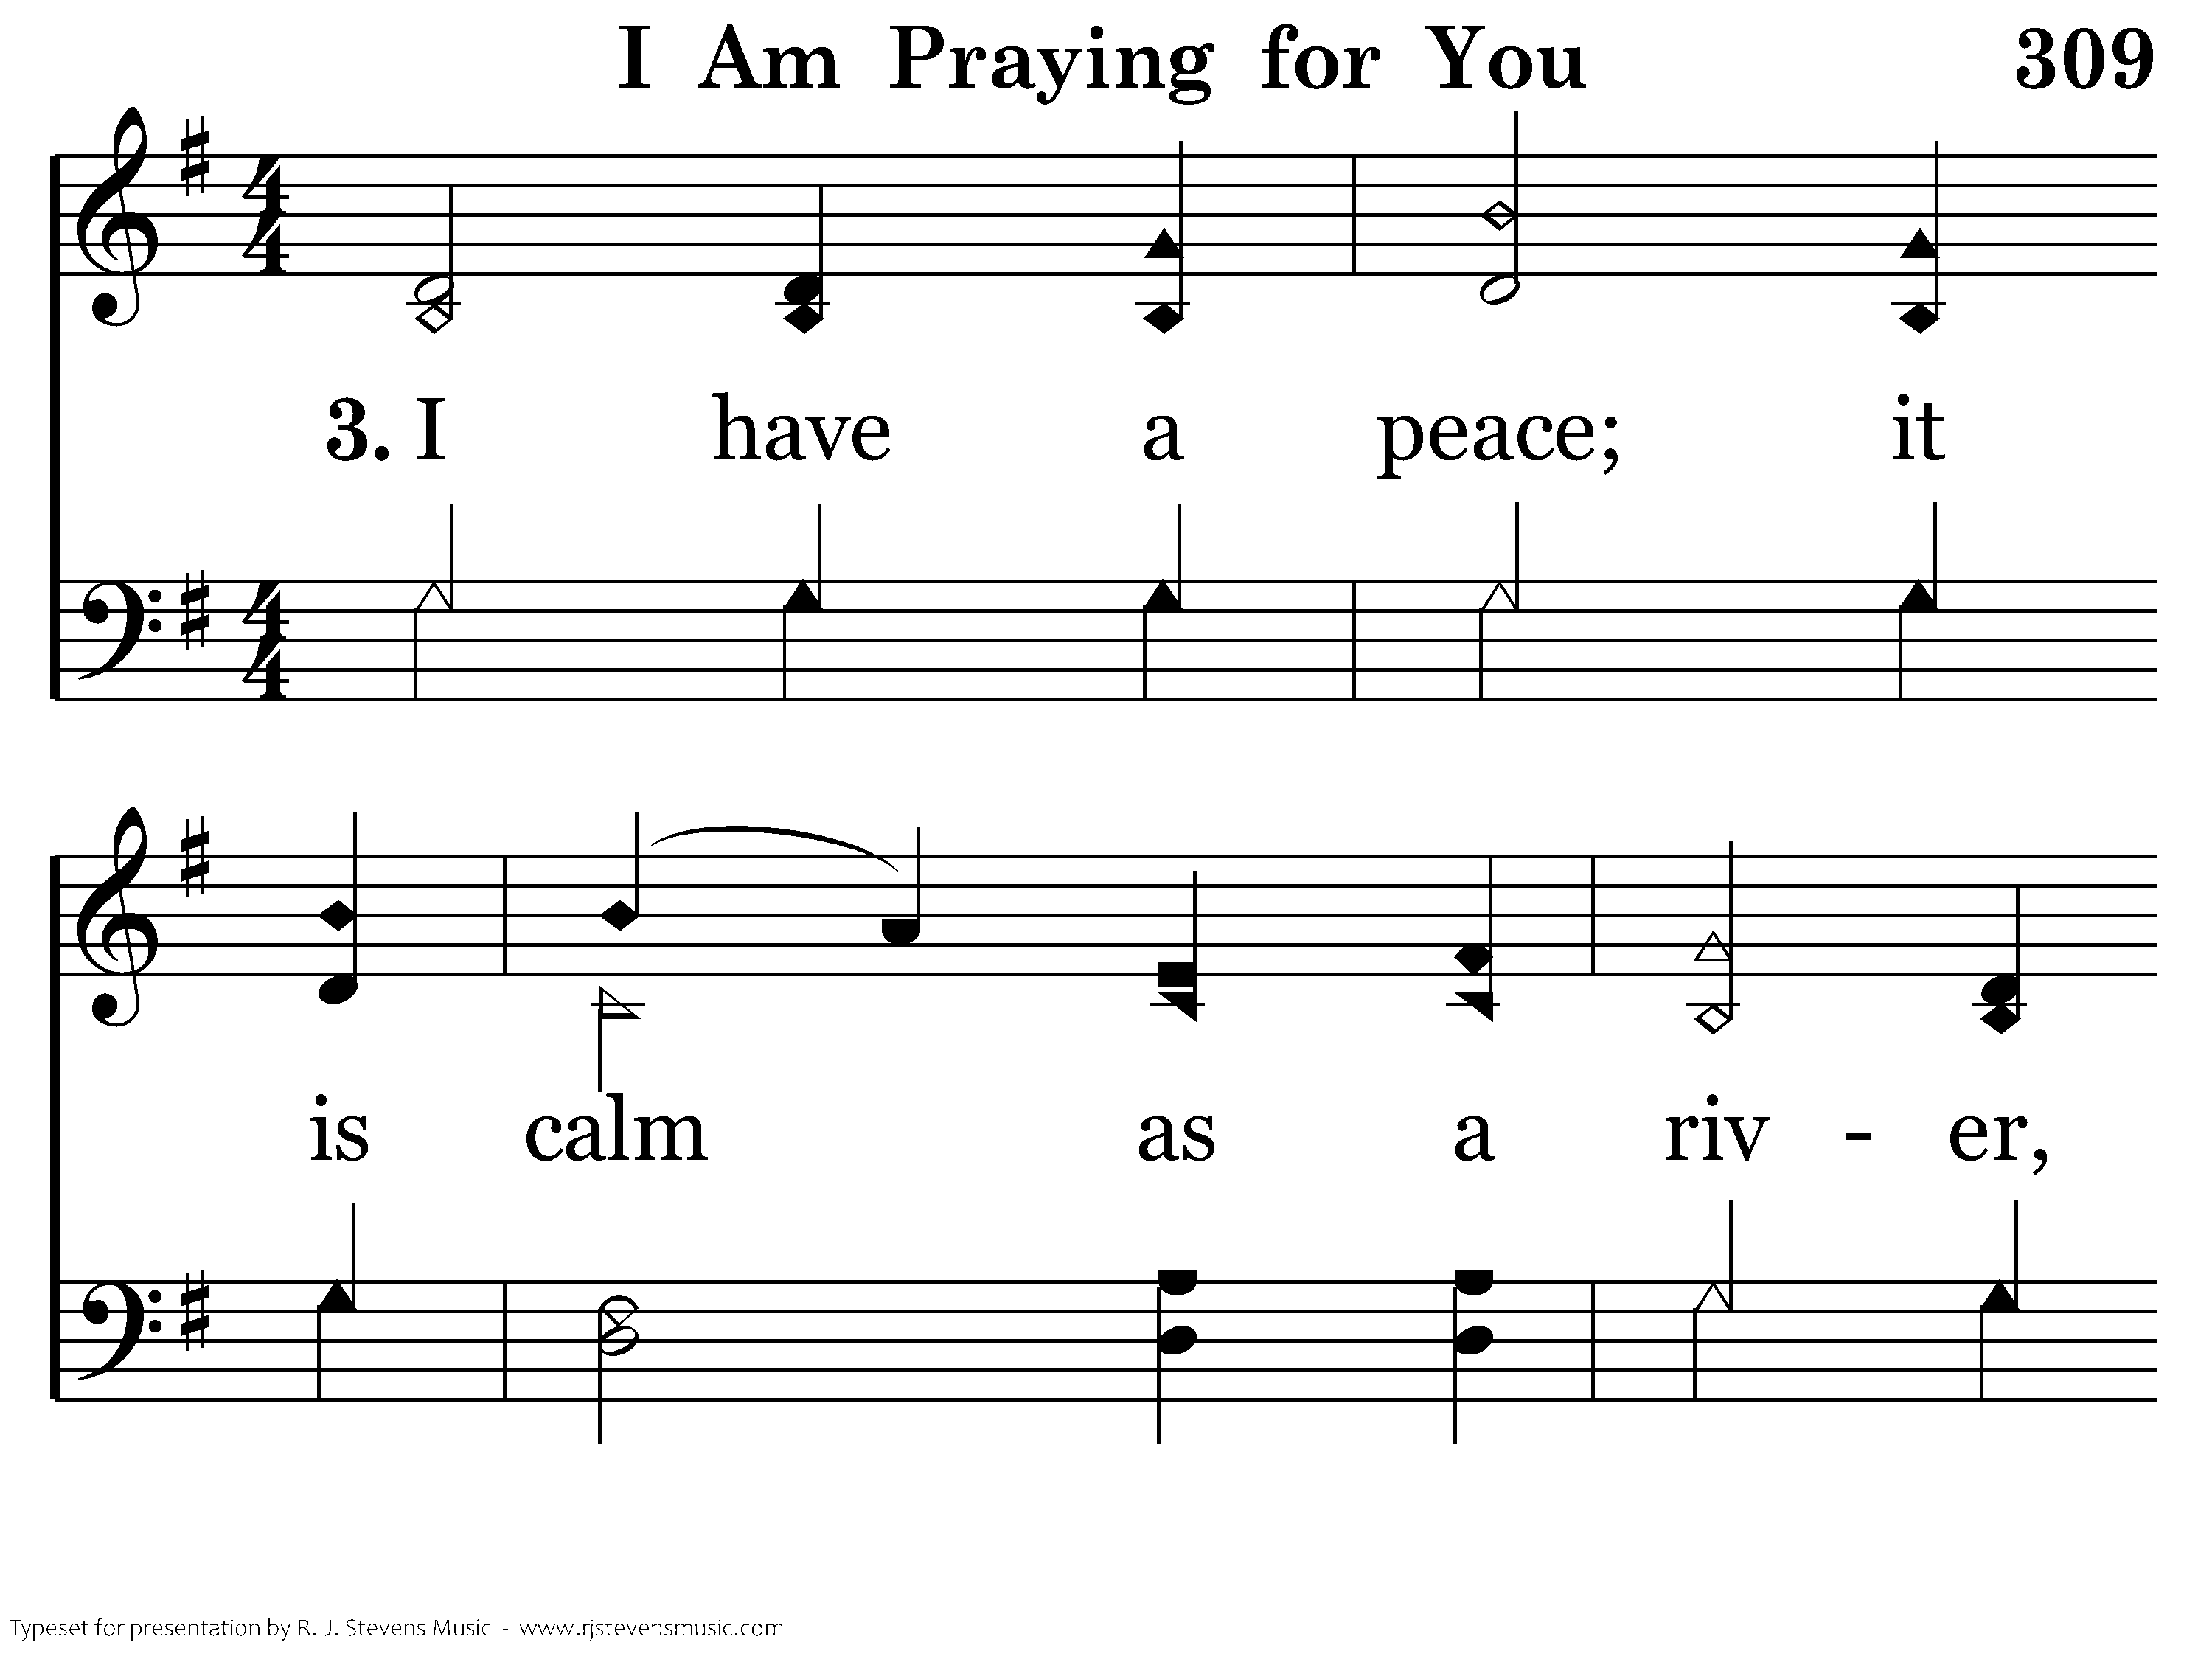 I Am Praying for You 309
3. I have a peace; it
is calm as a riv - er,
Typeset for presentation by R. J. Stevens Music - www.rjstevensmusic.com